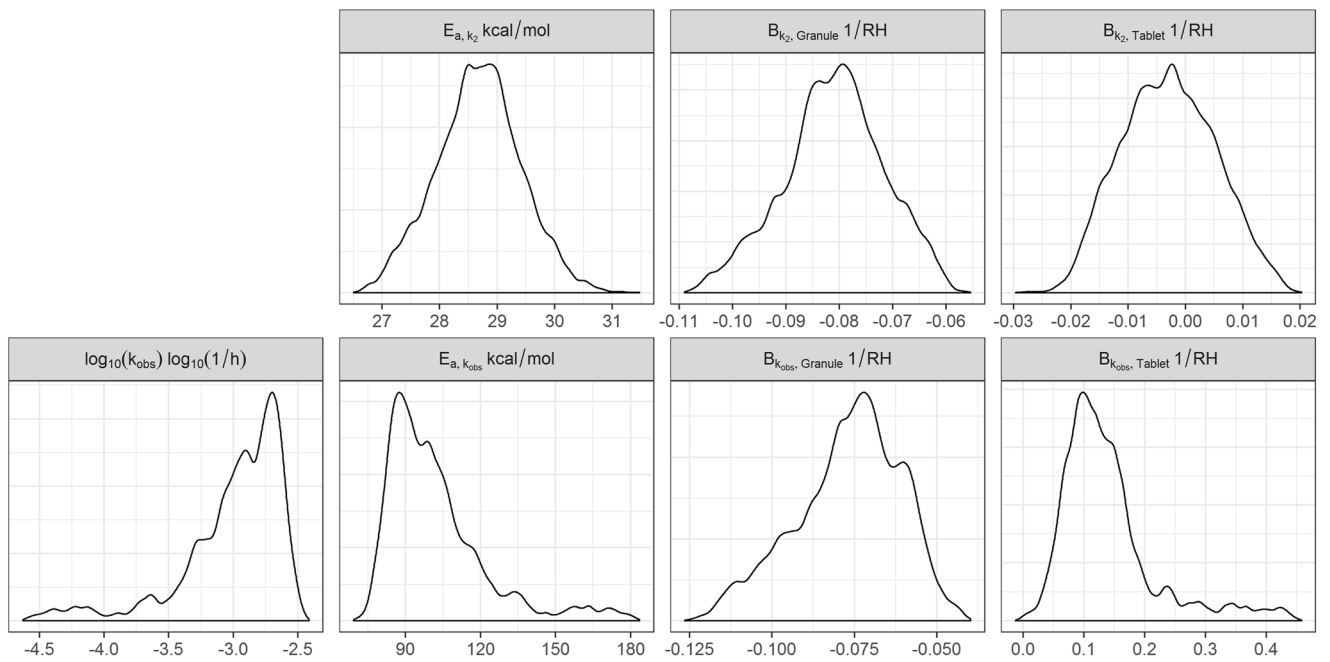 E_a, k_2 kcal/mol
B_k_2, Granule 1/RH
B_k_2, Tablet 1/RH
27 28 29 30 31
-0.11 -0.10 -0.09 -0.08 -0.07 -0.06
-0.03 -0.02 -0.01 0.00 0.01 0.02
log10(k_obs) log10(1/h)
E_a, k_obs kcal/mol
B_k_obs, Granule 1/RH
B_k_obs, Tablet 1/RH
-4.5 -4.0 -3.5 -3.0 -2.5
90 120 150 180
-0.125 -0.100 -0.075 -0.050
0.0 0.1 0.2 0.3 0.4